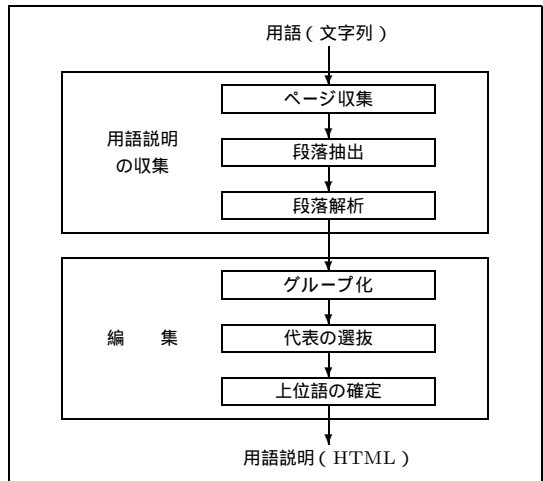 用語(文字列)
ページ収集
用語説明
の収集
段落抽出
段落解析
グループ化
編　　集
代表の選抜
上位語の確定
用語説明(HTML)